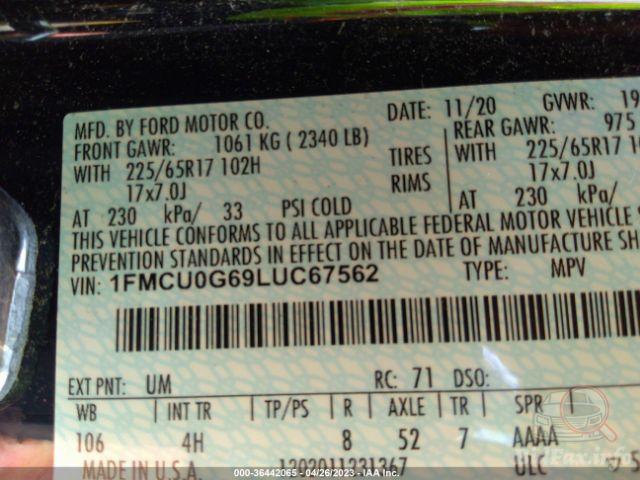 MFD. BY FORD MOTOR CO. DATE: 11/20 GVWR: 19
FRONT GAWR: 1061 KG ( 2340 LB) REAR GAWR: 975
WITH 225/65R17 102H TIRES WITH 225/65R17 10
17x7.0J RIMS 17x7.0J
AT 230 kPa/ 33 PSI COLD AT 230 kPa/
THIS VEHICLE CONFORMS TO ALL APPLICABLE FEDERAL MOTOR VEHICLE
PREVENTION STANDARDS IN EFFECT ON THE DATE OF MANUFACTURE SH
VIN: 1FMCU0G69LUC67562 TYPE: MPV
EXT PNT: UM RC: 71 DSO:
WB INT TR TP/PS R AXLE TR SPR
106 4H 8 52 7 AAAA
MADE IN U.S.A. ULC
000-36442065 - 04/26/2023 - IAA Inc.